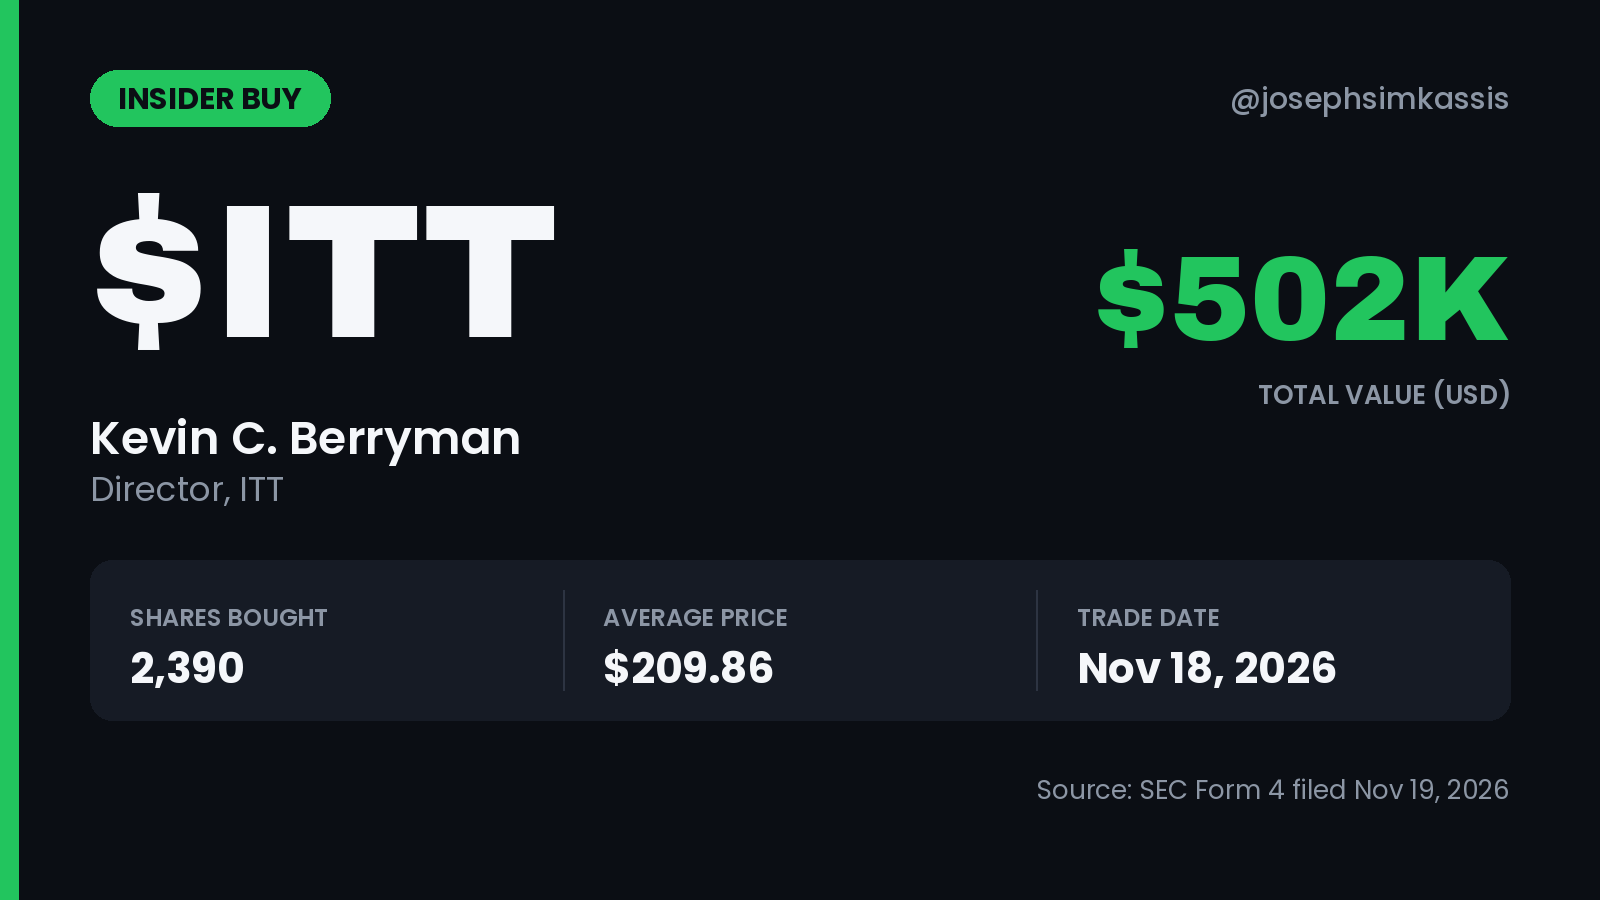 INSIDER BUY
@josephsimkassis
$ITT
$502K
TOTAL VALUE (USD)
Kevin C. Berryman
Director, ITT
SHARES BOUGHT
2,390
AVERAGE PRICE
$209.86
TRADE DATE
Nov 18, 2026
Source: SEC Form 4 filed Nov 19, 2026